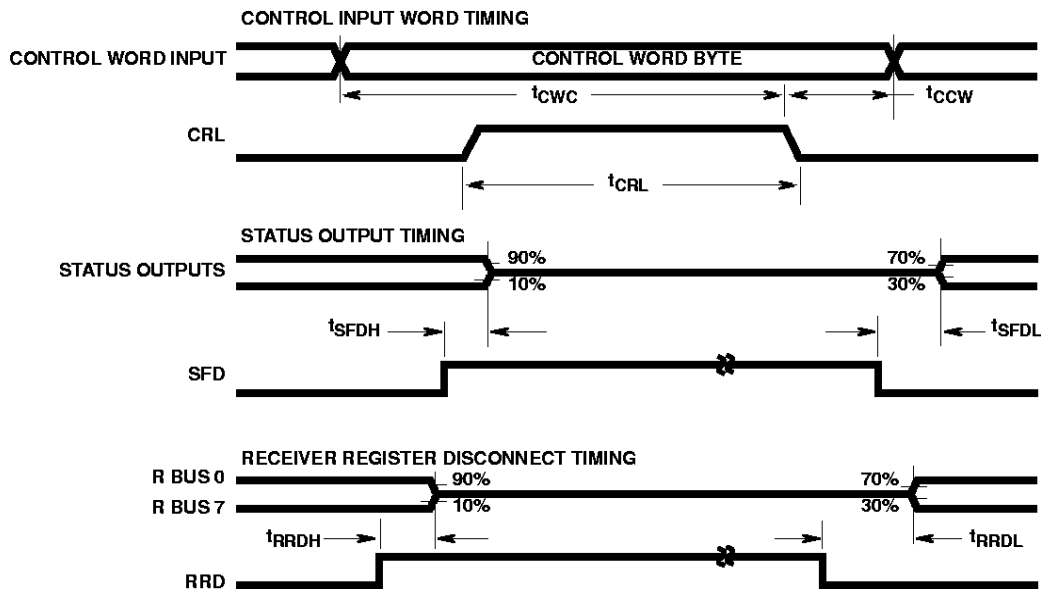 CONTROL INPUT WORD TIMING
CONTROL WORD INPUT
CONTROL WORD BYTE
tCWC
tCCW
CRL
tCRL
STATUS OUTPUT TIMING
STATUS OUTPUTS
90%
70%
10%
30%
tSFDH
tSFDL
SFD
RECEIVER REGISTER DISCONNECT TIMING
R BUS 0
90%
70%
R BUS 7
10%
30%
tRRDH
tRRDL
RRD